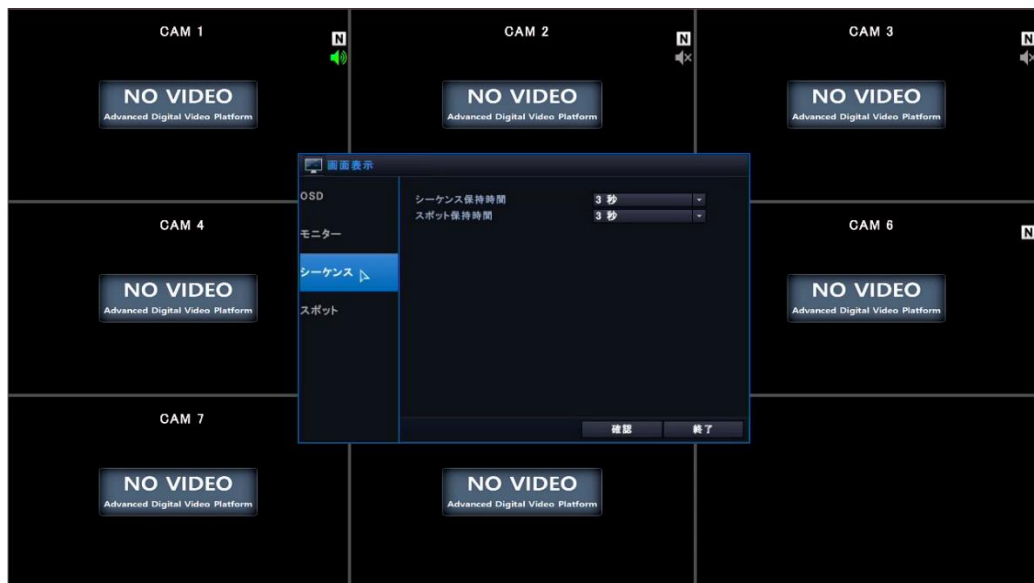 CAM 1
N
CAM 2
N
CAM 3
N
NO VIDEO
Advanced Digital Video Platform
NO VIDEO
Advanced Digital Video Platform
NO VIDEO
Advanced Digital Video Platform
画面表示
OSD
モニター
シーケンス
スポット
シーケンス保持時間
3 秒
スポット保持時間
3 秒
確認
終了
CAM 4
CAM 6
N
NO VIDEO
Advanced Digital Video Platform
NO VIDEO
Advanced Digital Video Platform
CAM 7
NO VIDEO
Advanced Digital Video Platform
NO VIDEO
Advanced Digital Video Platform